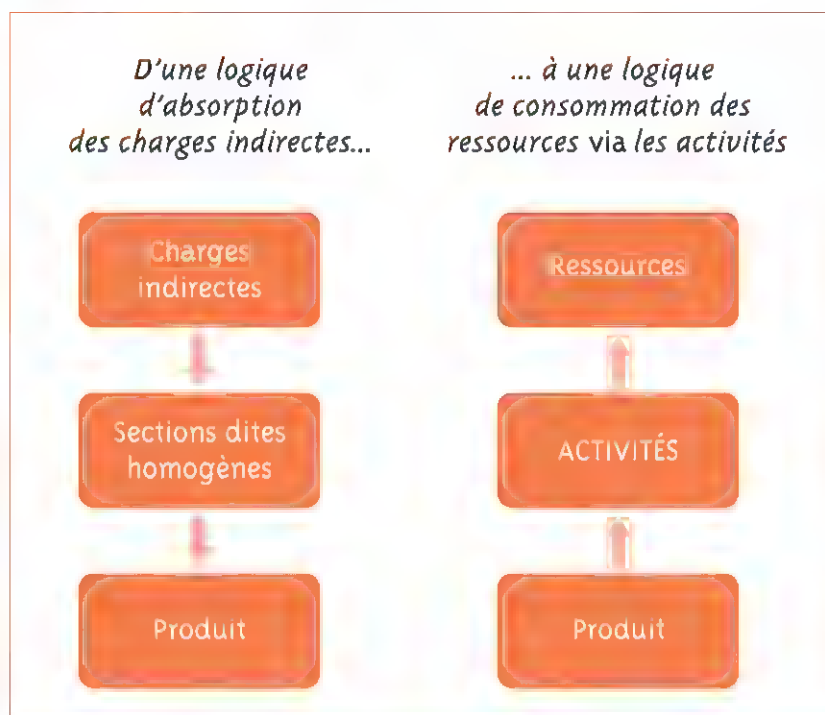 D'une logique
d'absorption
des charges indirectes...
... à une logique
de consommation des
ressources via les activités
Charges
indirectes
Sections dites
homogènes
Produit
Ressources
ACTIVITÉS
Produit